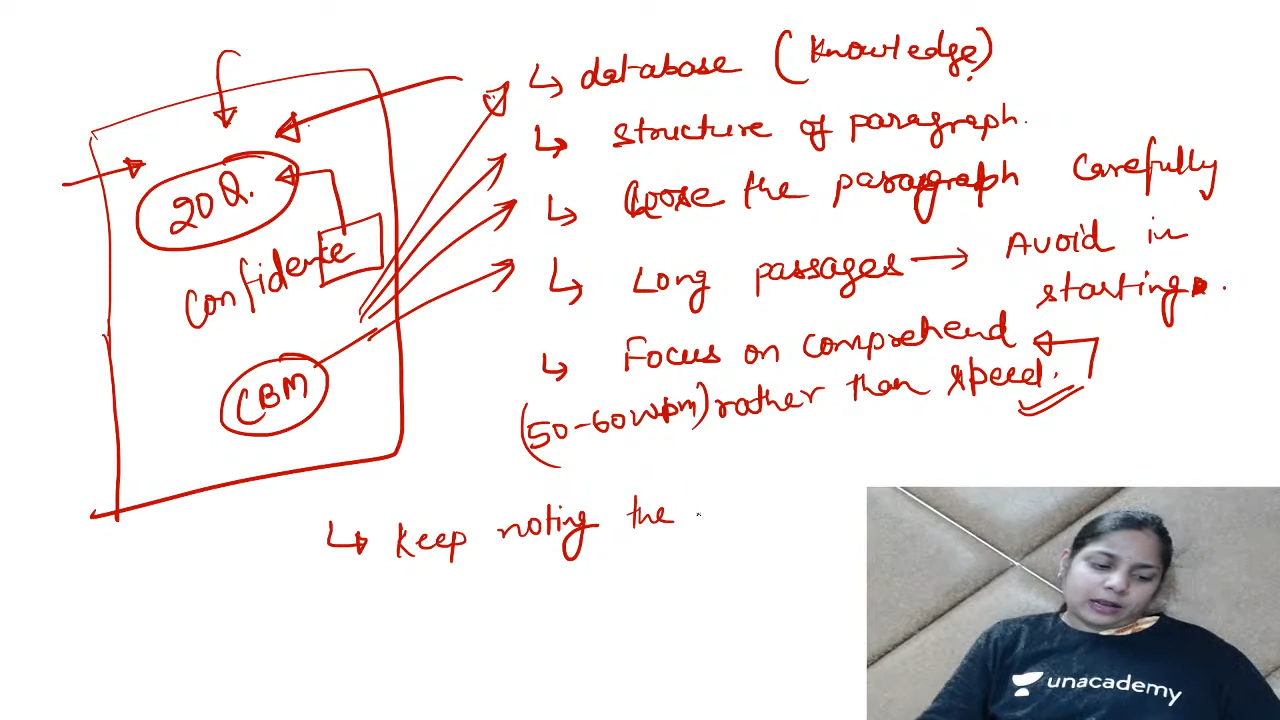 20Q.
Confidence
CBM
↳ database (Knowledge)
↳ structure of paragraph.
↳ Coose the paragraph carefully
↳ Long passages → Avoid in
starting.
↳ Focus on comprehend
(50-60wpm) rather than speed.
↳ Keep noting the
unacademy